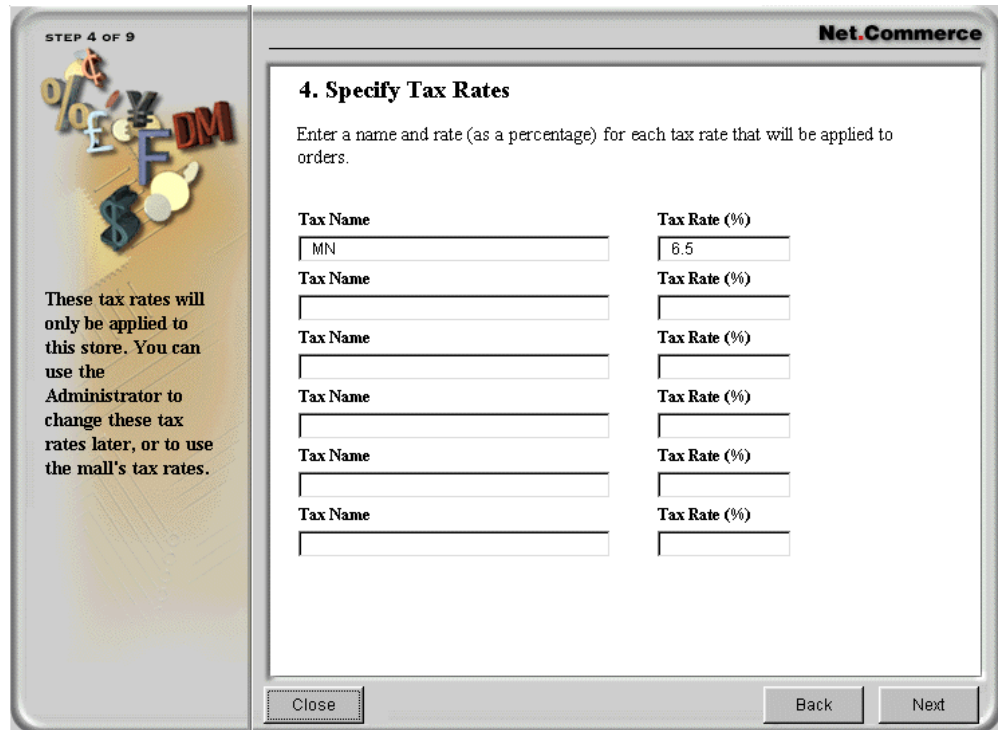 STEP 4 OF 9
Net.Commerce
% ¢ £ ¥ F DM $
4. Specify Tax Rates
Enter a name and rate (as a percentage) for each tax rate that will be applied to
orders.
Tax Name Tax Rate (%)
MN 6.5
Tax Name Tax Rate (%)
Tax Name Tax Rate (%)
Tax Name Tax Rate (%)
Tax Name Tax Rate (%)
Tax Name Tax Rate (%)
These tax rates will
only be applied to
this store. You can
use the
Administrator to
change these tax
rates later, or to use
the mall's tax rates.
Close Back Next